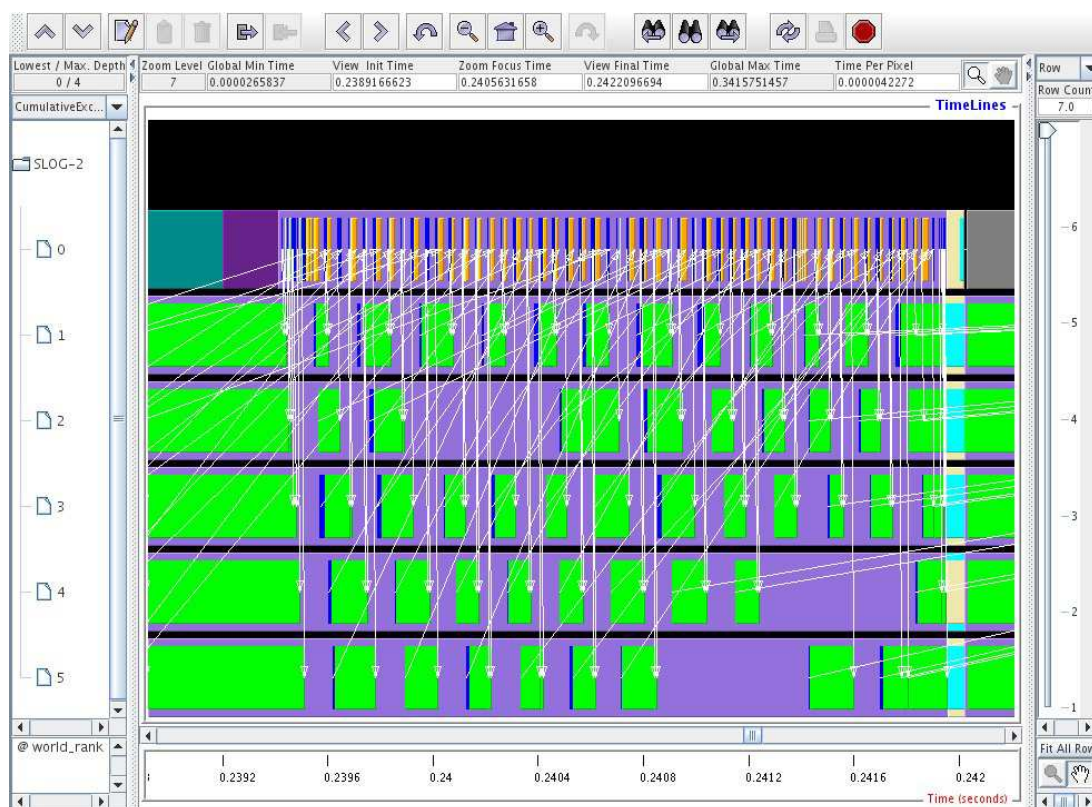 Lowest / Max. Depth
0 / 4
Zoom Level Global Min Time View Init Time Zoom Focus Time View Final Time Global Max Time Time Per Pixel
7 0.0000265837 0.2389166623 0.2405631658 0.2422096694 0.3415751457 0.0000042272
Row
Row Count
7.0
CumulativeExc...
TimeLines
SLOG-2
0
1
2
3
4
5
6
5
4
3
2
1
@ world_rank
Fit All Row
0.2392 0.2396 0.24 0.2404 0.2408 0.2412 0.2416 0.242
Time (seconds)